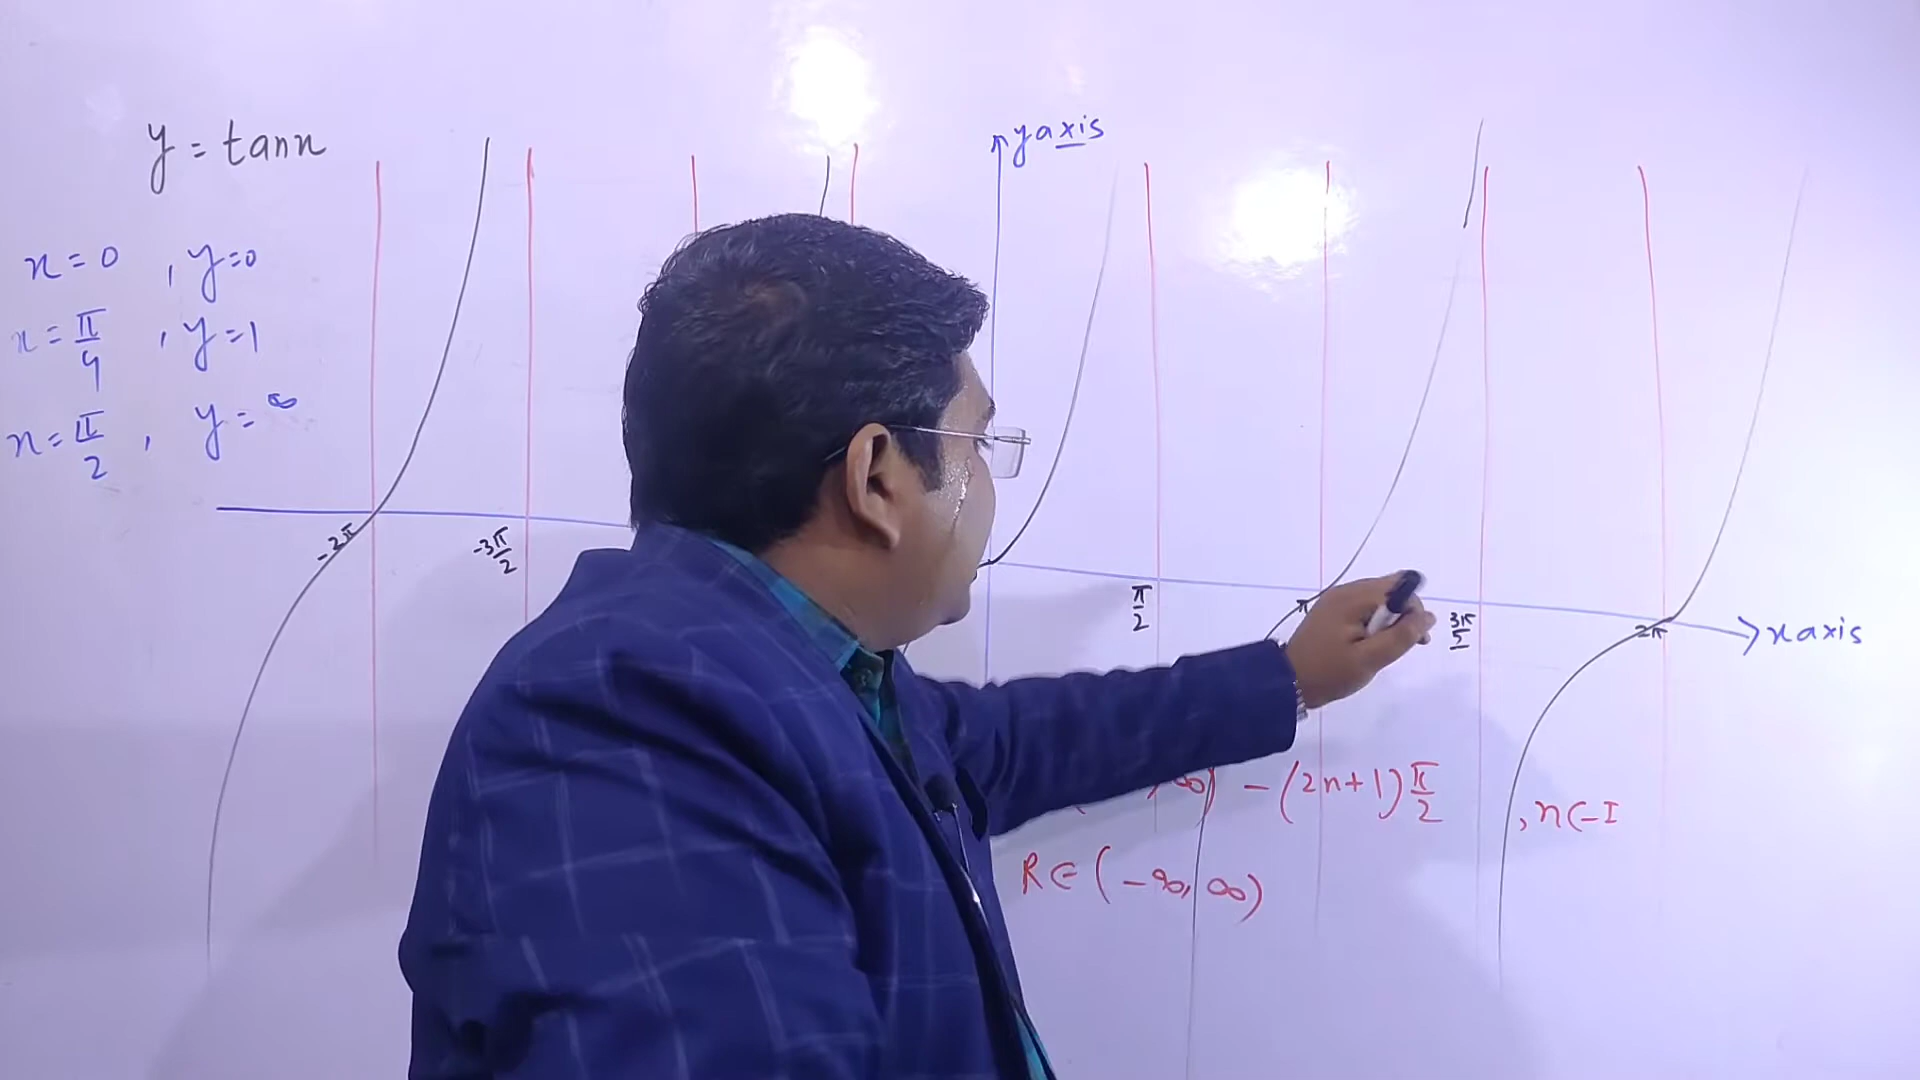 y = tanx
x = 0 , y = 0
x = π/4 , y = 1
x = π/2 , y = ∞
y axis
-2π
-3π/2
π/2
π
3π/2
2π
x axis
∞) - (2n+1)π/2 , n∈I
R ∈ (-∞, ∞)